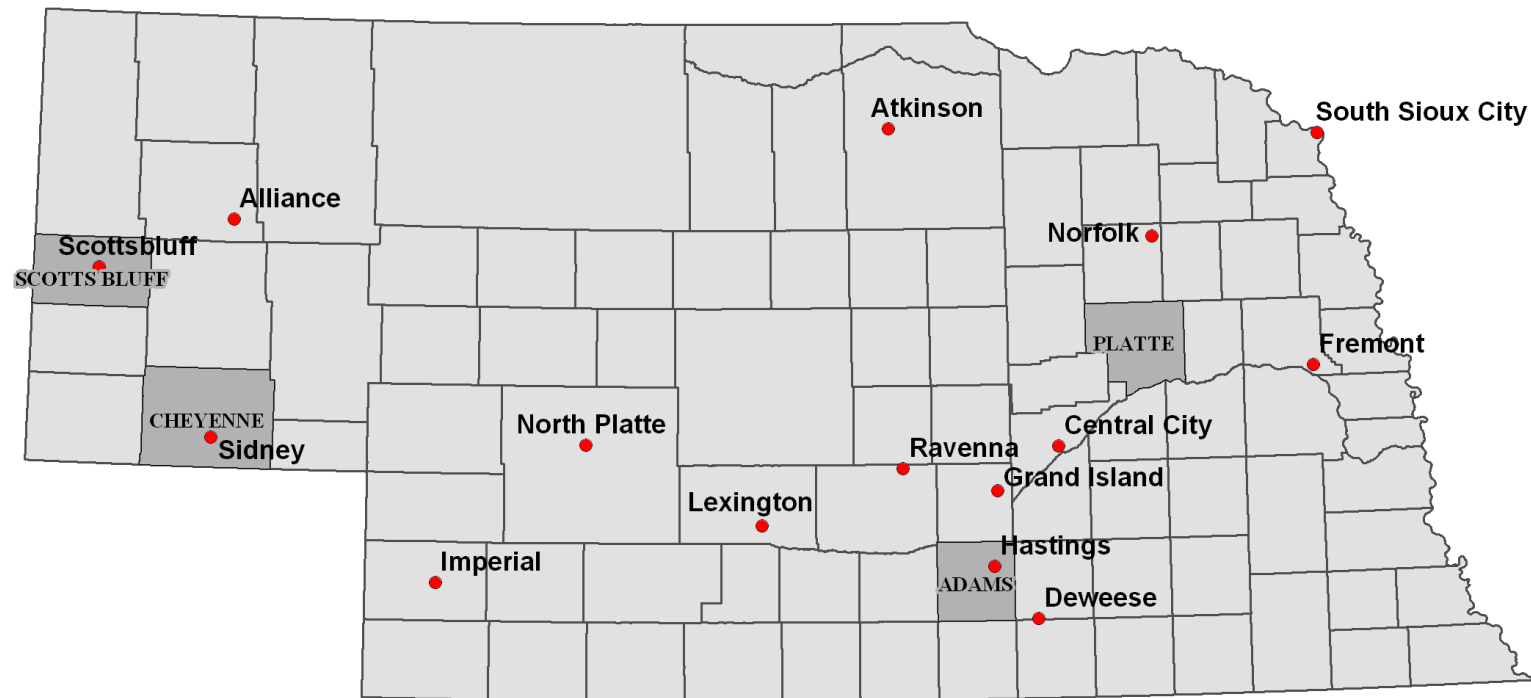 Atkinson
South Sioux City
Alliance
Norfolk
Scottsbluff
SCOTTS BLUFF
PLATTE
Fremont
CHEYENNE
Sidney
North Platte
Central City
Ravenna
Grand Island
Lexington
Hastings
Imperial
ADAMS
Deweese